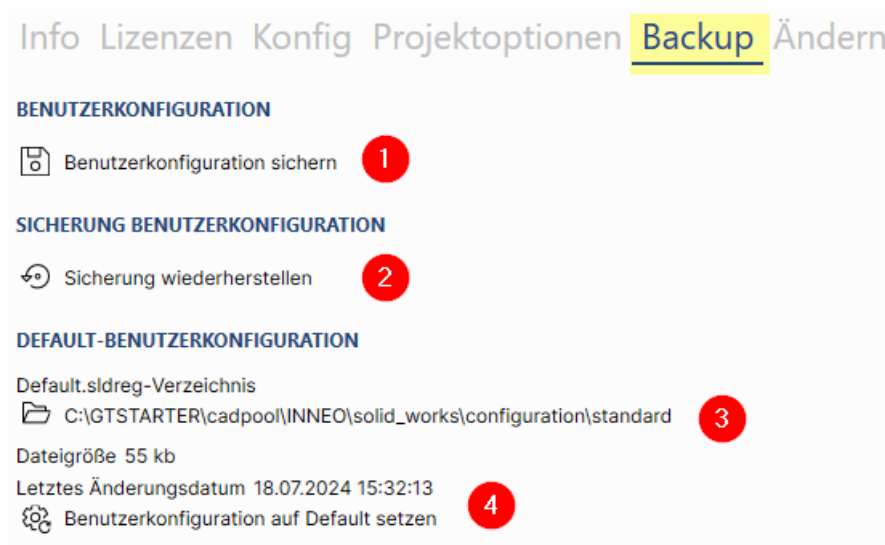 Info Lizenzen Konfig Projektoptionen Backup Ändern
BENUTZERKONFIGURATION
Benutzerkonfiguration sichern 1
SICHERUNG BENUTZERKONFIGURATION
Sicherung wiederherstellen 2
DEFAULT-BENUTZERKONFIGURATION
Default.sldreg-Verzeichnis
C:\GTSTARTER\cadpool\INNEO\solid_works\configuration\standard 3
Dateigröße 55 kb
Letztes Änderungsdatum 18.07.2024 15:32:13
Benutzerkonfiguration auf Default setzen 4